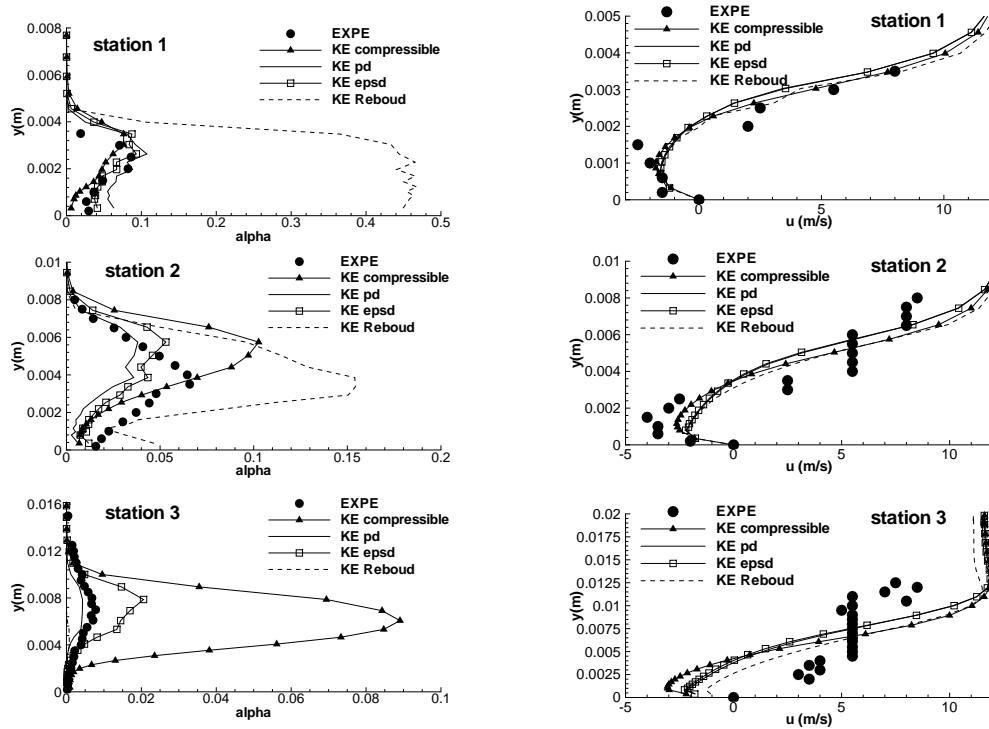 0.008
0.006
0.004
0.002
0
y(m)
station 1
EXPE
KE compressible
KE pd
KE epsd
KE Reboud
0 0.1 0.2 0.3 0.4 0.5
alpha
0.005
0.004
0.003
0.002
0.001
0
y(m)
EXPE
KE compressible
KE pd
KE epsd
KE Reboud
station 1
0 5 10
u (m/s)
0.01
0.008
0.006
0.004
0.002
0
y(m)
station 2
EXPE
KE compressible
KE pd
KE epsd
KE Reboud
0 0.05 0.1 0.15 0.2
alpha
0.01
0.008
0.006
0.004
0.002
0
y(m)
EXPE
KE compressible
KE pd
KE epsd
KE Reboud
station 2
-5 0 5 10
u (m/s)
0.016
0.012
0.008
0.004
0
y(m)
station 3
EXPE
KE compressible
KE pd
KE epsd
KE Reboud
0 0.02 0.04 0.06 0.08 0.1
alpha
0.02
0.0175
0.015
0.0125
0.01
0.0075
0.005
0.0025
0
y(m)
EXPE
KE compressible
KE pd
KE epsd
KE Reboud
station 3
-5 0 5 10
u (m/s)